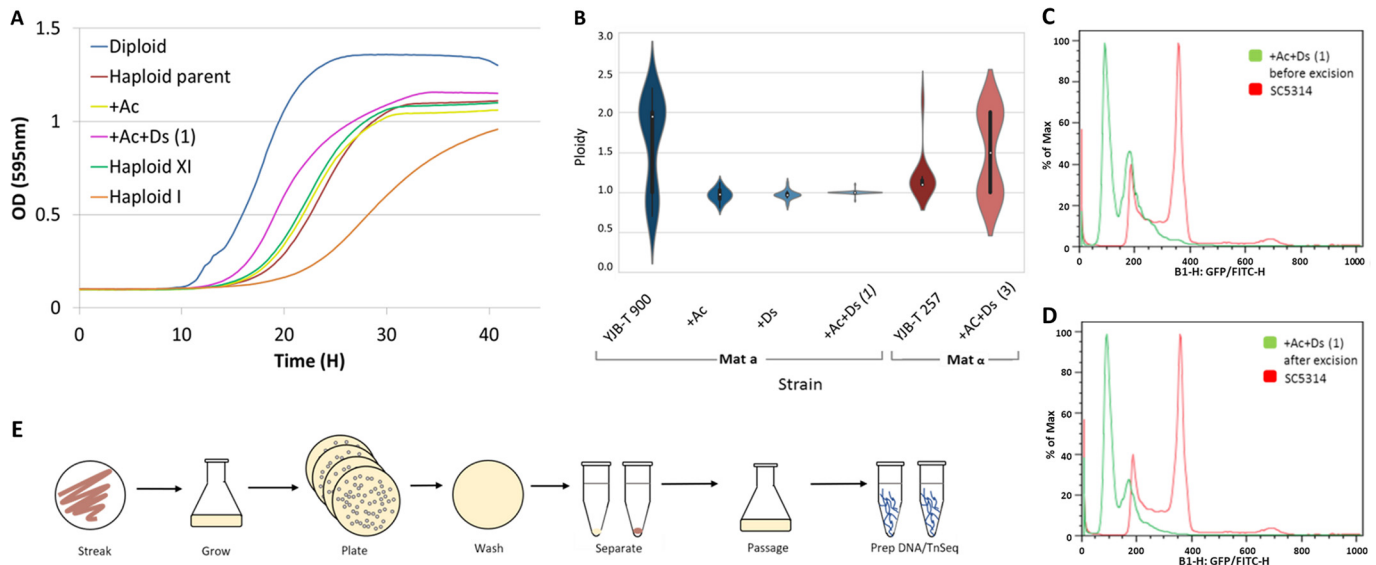 A
1.5
1
0.5
0
OD (595nm)
Diploid
Haploid parent
+Ac
+Ac+Ds (1)
Haploid XI
Haploid I
0
10
20
30
40
Time (H)
B
3.0
2.5
2.0
1.5
1.0
0.5
0.0
Ploidy
YJB-T 900
+Ac
+Ds
+Ac+Ds (1)
YJB-T 257
+AC+Ds (3)
Mat a
Mat α
Strain
C
100
80
60
40
20
0
% of Max
+Ac+Ds (1)
before excision
SC5314
0
200
400
600
800
1000
B1-H: GFP/FITC-H
D
100
80
60
40
20
0
% of Max
+Ac+Ds (1)
after excision
SC5314
0
200
400
600
800
1000
B1-H: GFP/FITC-H
E
Streak
Grow
Plate
Wash
Separate
Passage
Prep DNA/TnSeq